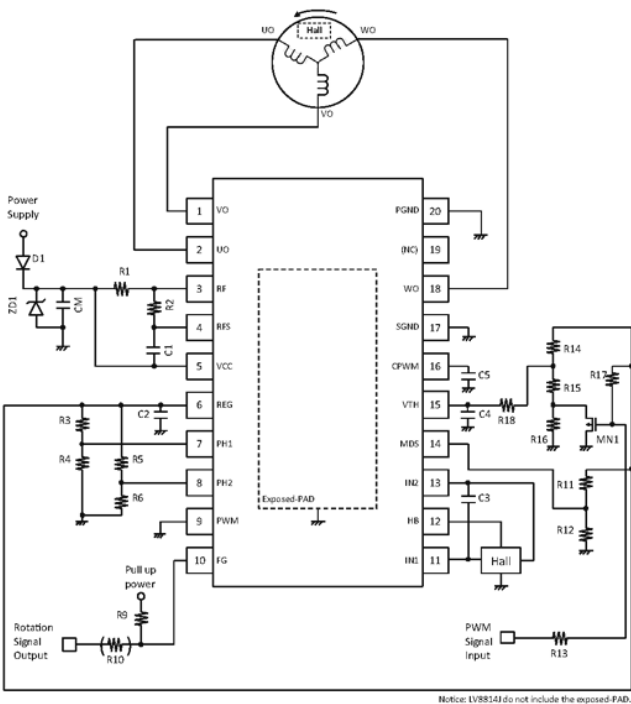 UO
Hall
WO
VO
Power
Supply
D1
ZD1
CM
R1
R2
C1
1
VO
2
UO
3
RF
4
RFS
5
VCC
6
REG
7
PH1
8
PH2
9
PWM
10
FG
PGND
20
(NC)
19
WO
18
SGND
17
CPWM
16
VTH
15
MDS
14
IN2
13
HB
12
IN1
11
Exposed-PAD
C2
R3
R4
R5
R6
C5
C4
R18
R14
R15
R16
R17
MN1
C3
R11
R12
Hall
Pull up
power
R9
Rotation
Signal
Output
(R10)
PWM
Signal
Input
R13
Notice: LV8814J do not include the exposed-PAD.